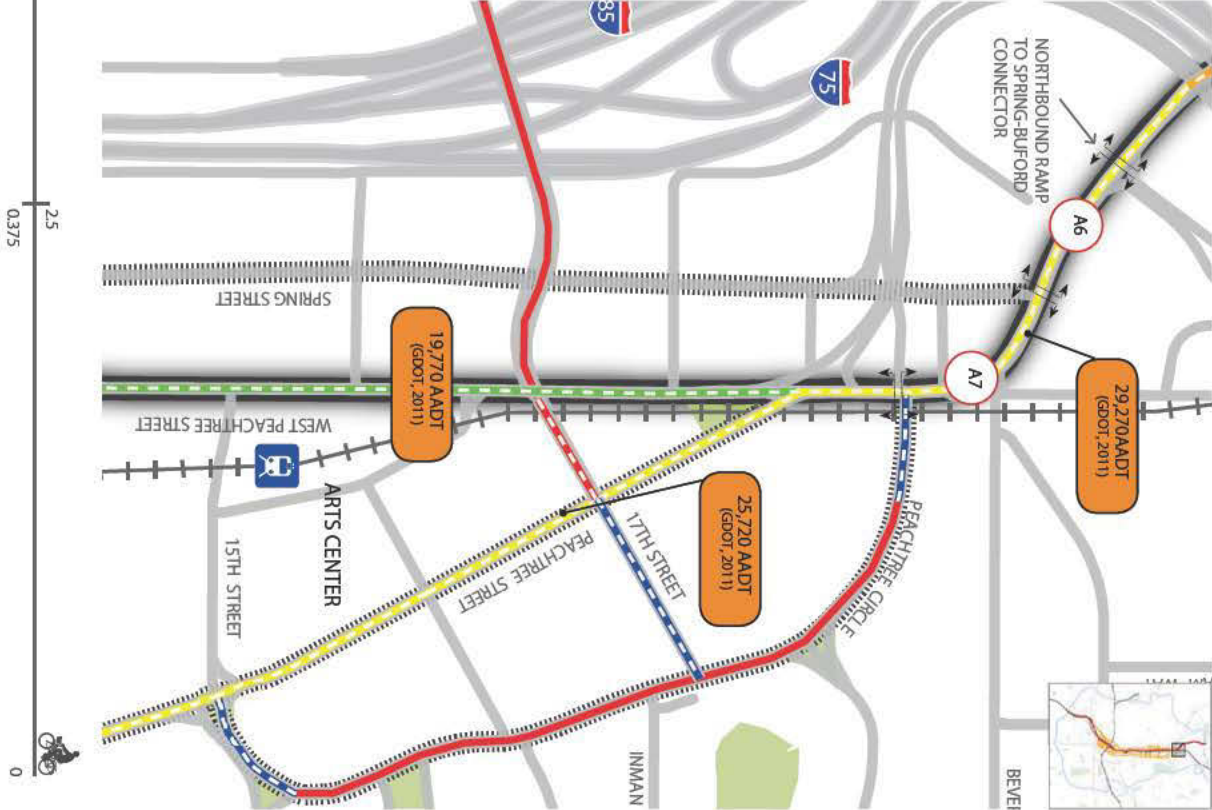 85
75
NORTHBOUND RAMP
TO SPRING-BUFORD
CONNECTOR
A6
A7
29,270AADT
(GDOT, 2011)
SPRING STREET
19,770 AADT
(GDOT, 2011)
WEST PEACHTREE STREET
25,720 AADT
(GDOT, 2011)
PEACHTREE CIRCLE
17TH STREET
PEACHTREE STREET
ARTS CENTER
15TH STREET
INMAN
2.5
0.375
0